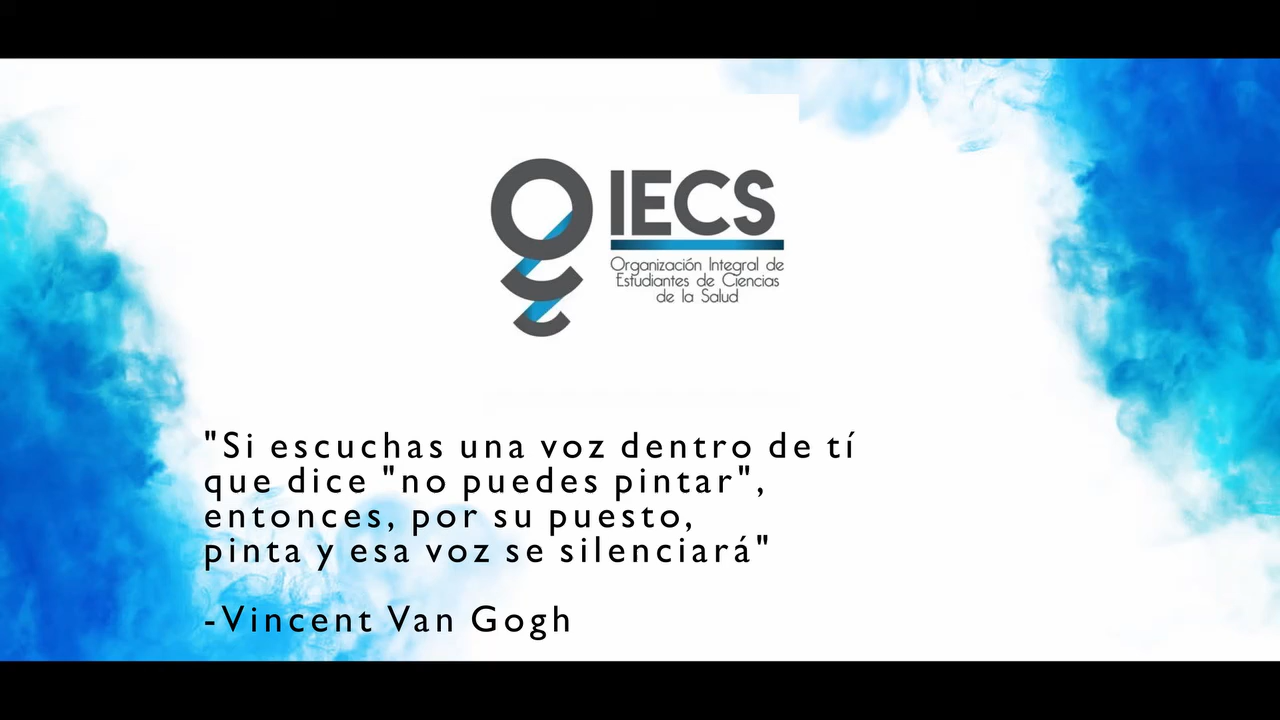 IECS
Organización Integral de
Estudiantes de Ciencias
de la Salud
"Si escuchas una voz dentro de tí
que dice "no puedes pintar",
entonces, por su puesto,
pinta y esa voz se silenciará"
-Vincent Van Gogh